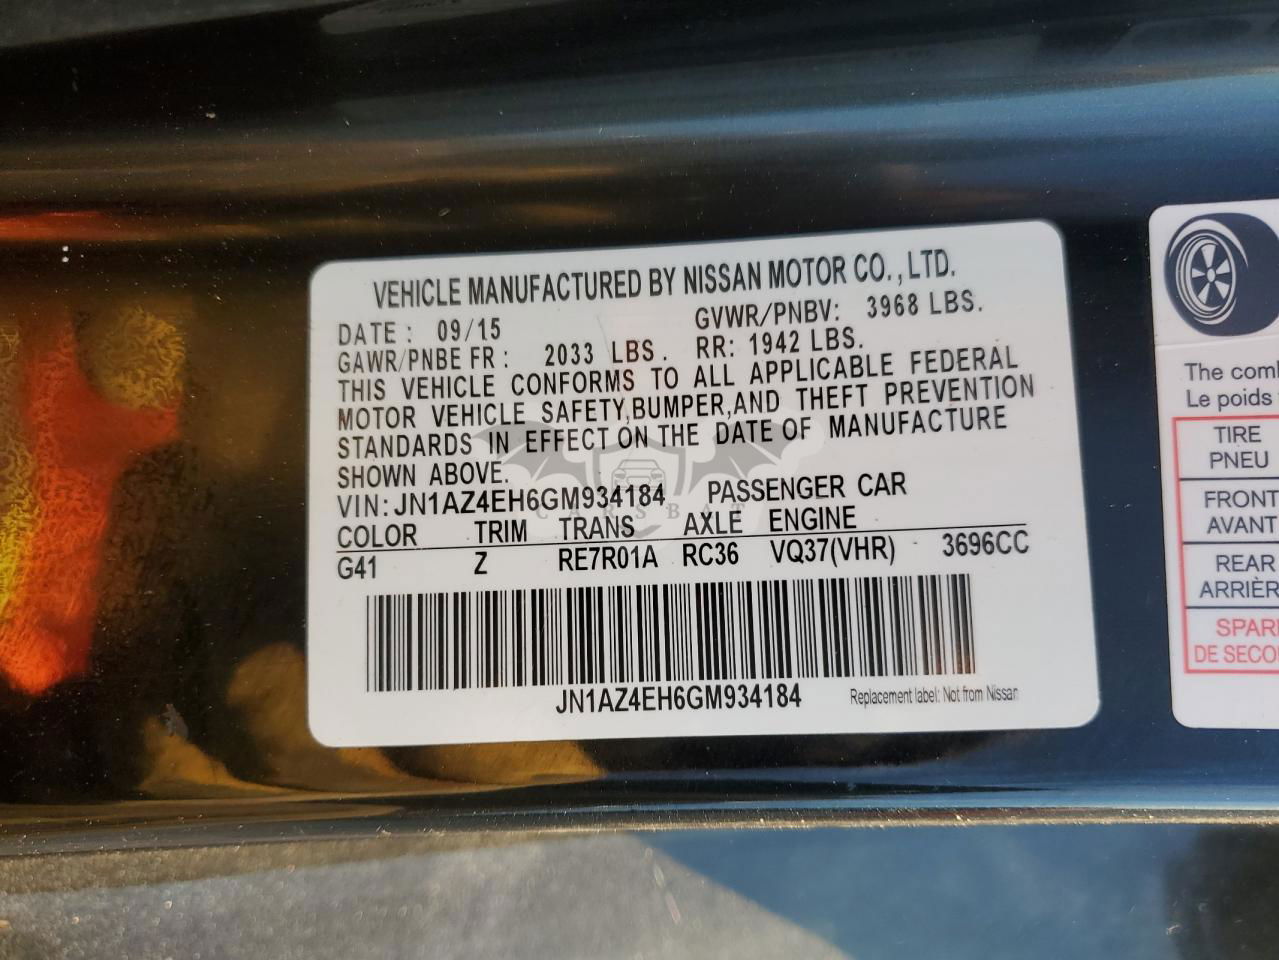 VEHICLE MANUFACTURED BY NISSAN MOTOR CO., LTD.
DATE: 09/15 GVWR/PNBV: 3968 LBS.
GAWR/PNBE FR: 2033 LBS. RR: 1942 LBS.
THIS VEHICLE CONFORMS TO ALL APPLICABLE FEDERAL
MOTOR VEHICLE SAFETY,BUMPER,AND THEFT PREVENTION
STANDARDS IN EFFECT ON THE DATE OF MANUFACTURE
SHOWN ABOVE.
VIN: JN1AZ4EH6GM934184 PASSENGER CAR
CARSBAT
COLOR TRIM TRANS AXLE ENGINE
G41 Z RE7R01A RC36 VQ37(VHR) 3696CC
JN1AZ4EH6GM934184
Replacement label: Not from Nissan
The comb
Le poids
TIRE
PNEU
FRONT
AVANT
REAR
ARRIÈR
SPAR
DE SECO